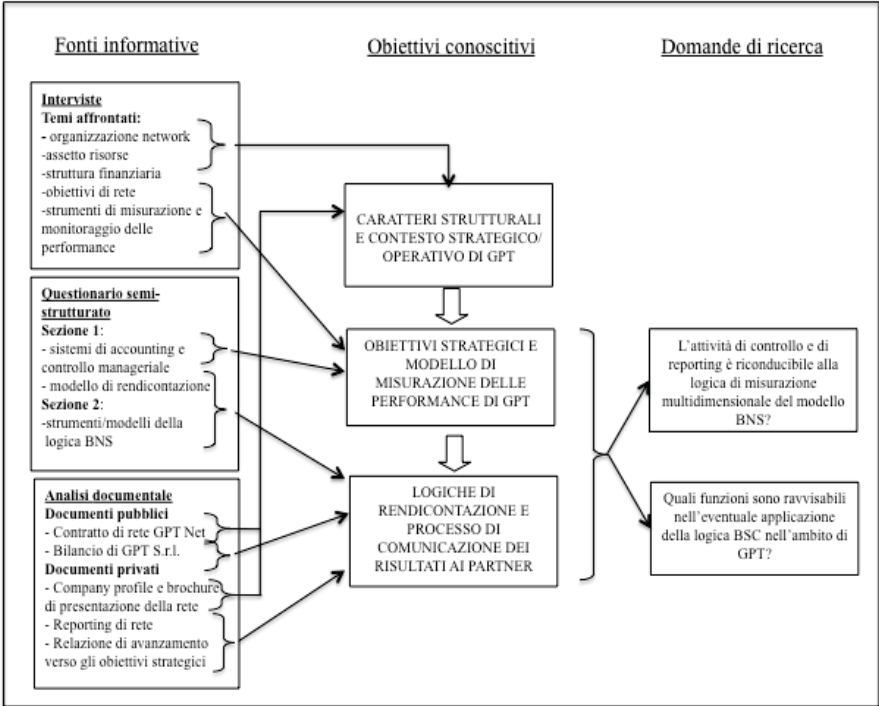 Fonti informative
Obiettivi conoscitivi
Domande di ricerca
Interviste
Temi affrontati:
- organizzazione network
-assetto risorse
-struttura finanziaria
-obiettivi di rete
-strumenti di misurazione e
monitoraggio delle
performance
Questionario semi-
strutturato
Sezione 1:
- sistemi di accounting e
controllo manageriale
- modello di rendicontazione
Sezione 2:
-strumenti/modelli della
logica BNS
Analisi documentale
Documenti pubblici
- Contratto di rete GPT Net
- Bilancio di GPT S.r.l.
Documenti privati
- Company profile e brochure
di presentazione della rete
- Reporting di rete
- Relazione di avanzamento
verso gli obiettivi strategici
CARATTERI STRUTTURALI
E CONTESTO STRATEGICO/
OPERATIVO DI GPT
OBIETTIVI STRATEGICI E
MODELLO DI
MISURAZIONE DELLE
PERFORMANCE DI GPT
LOGICHE DI
RENDICONTAZIONE E
PROCESSO DI
COMUNICAZIONE DEI
RISULTATI AI PARTNER
L'attività di controllo e di
reporting è riconducibile alla
logica di misurazione
multidimensionale del modello
BNS?
Quali funzioni sono ravvisabili
nell'eventuale applicazione
della logica BSC nell'ambito di
GPT?